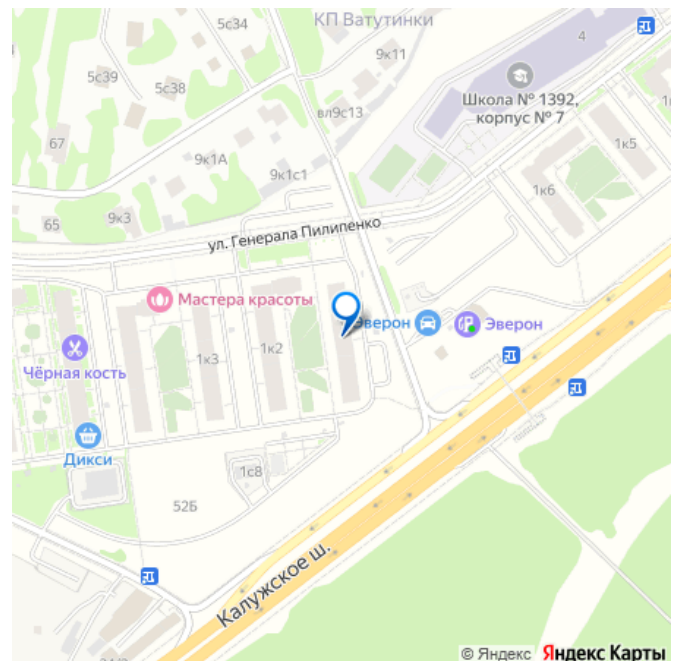 КП Ватутинки
5с34
9к11
4
5с39
5с38
Школа № 1392,
корпус № 7
вл9с13
67
1к5
9к1А
9к1с1
1к6
65
9к3
ул. Генерала Пилипенко
Мастера красоты
Эверон
Эверон
1к2
1к3
Чёрная кость
Дикси
1с8
52Б
Калужское ш.
© Яндекс Яндекс Карты